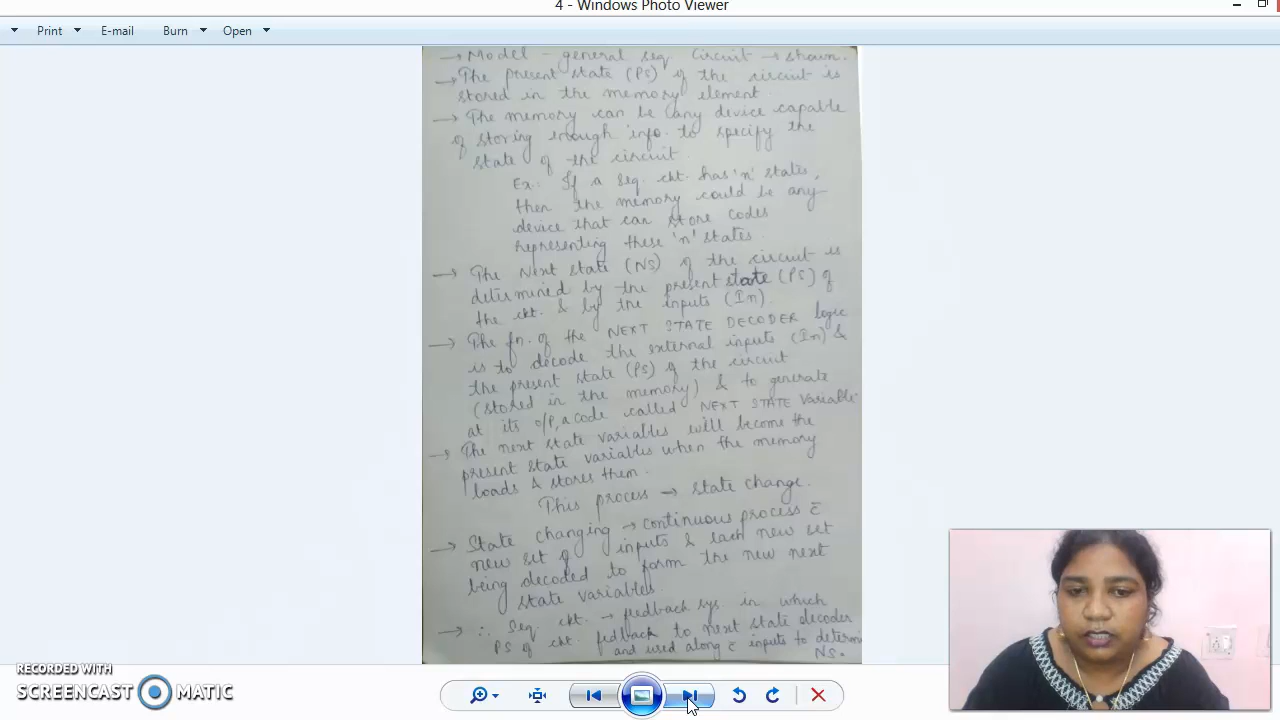 4 - Windows Photo Viewer
Print E-mail Burn Open
→ Model - general seq. circuit → shown.
→ The present state (PS) of the circuit is
stored in the memory element.
→ The memory can be any device capable
of storing enough info. to specify the
state of the circuit.
Ex: If a seq. ckt. has 'n' states,
then the memory could be any
device that can store codes
representing these 'n' states.
→ The Next state (NS) of the circuit is
determined by the present state (PS) of
the ckt. & by the inputs (In).
→ The fn. of the NEXT STATE DECODER logic
is to decode the external inputs (In) &
the present state (PS) of the circuit
(stored in the memory) & to generate
at its o/p, a code called NEXT STATE Variable
→ The next state variables will become the
present state variables when the memory
loads & stores them.
This process → state change.
→ State changing → continuous process c̄
new set of inputs & each new set
being decoded to form the new next
state variables.
→ ∴ Seq. ckt. → feedback sys. in which
PS of ckt. fedback to next state decoder
and used along c̄ inputs to determi
NS.
RECORDED WITH
SCREENCAST MATIC